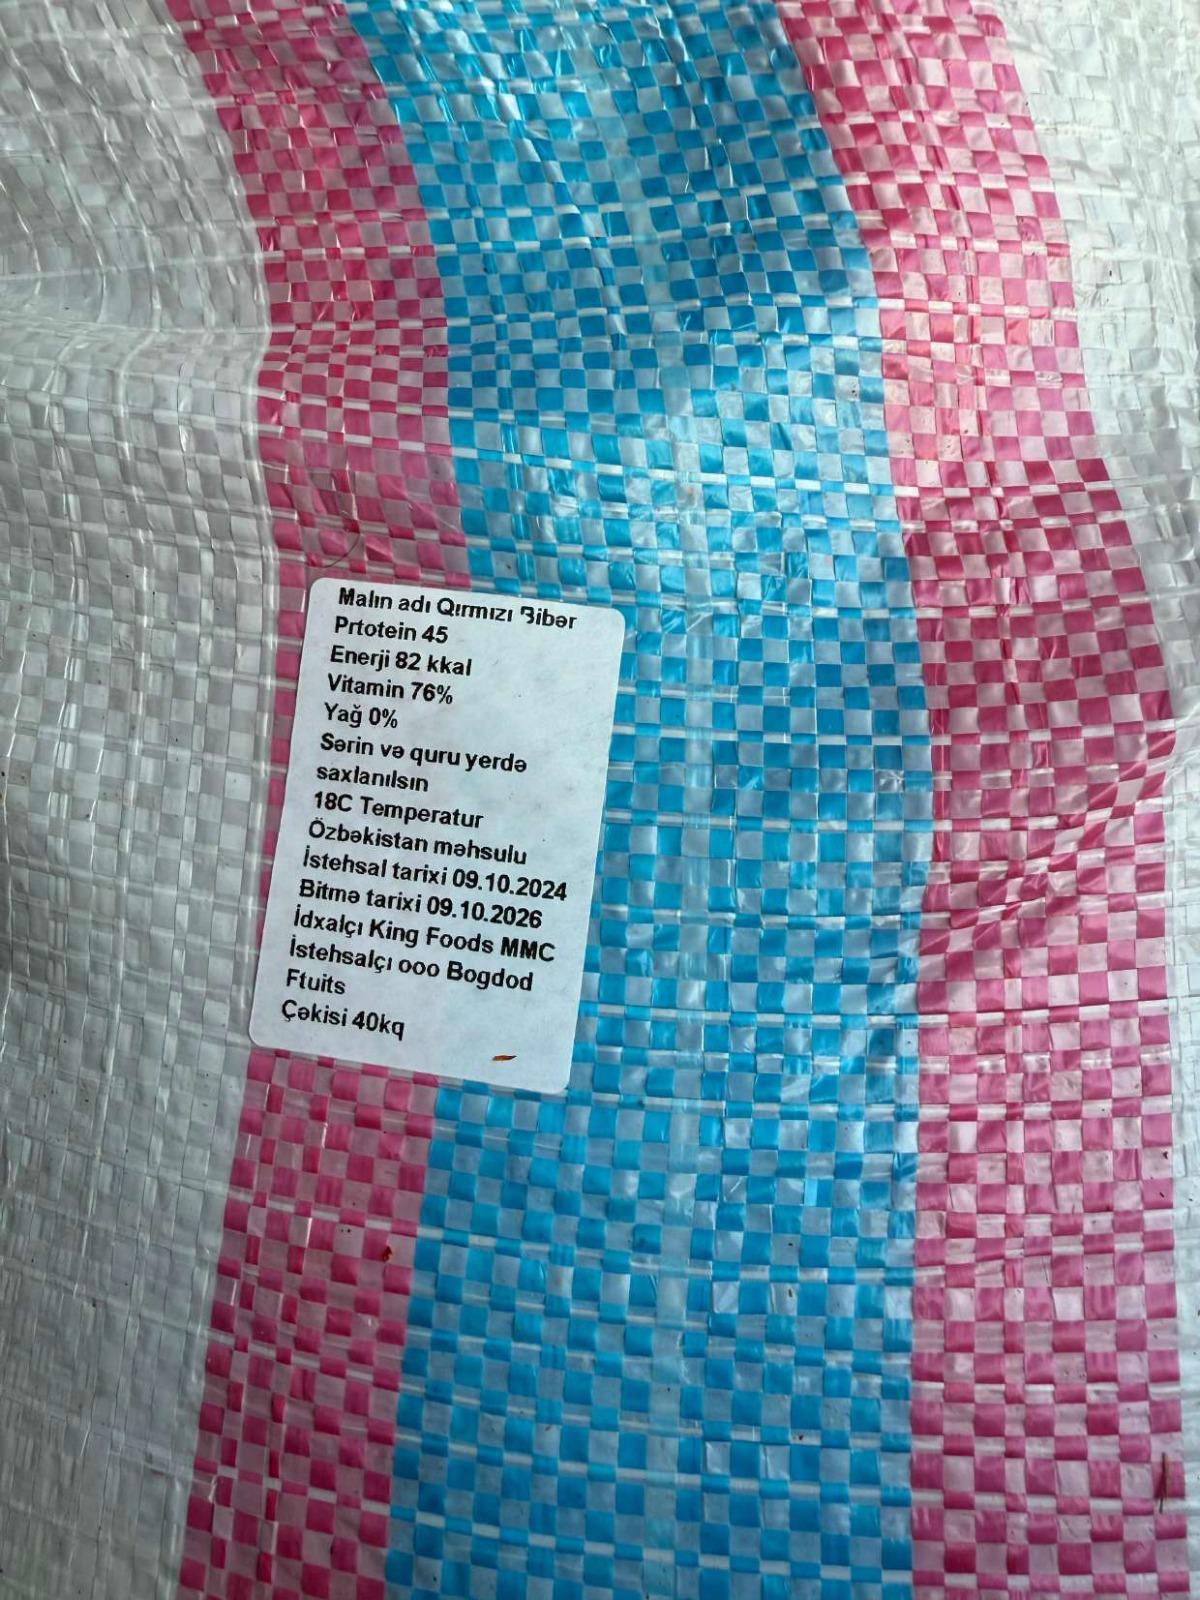 Malın adı Qırmızı Bibər
Prtotein 45
Enerji 82 kkal
Vitamin 76%
Yağ 0%
Sərin və quru yerdə
saxlanılsın
18C Temperatur
Özbəkistan məhsulu
İstehsal tarixi 09.10.2024
Bitmə tarixi 09.10.2026
İdxalçı King Foods MMC
İstehsalçı ooo Bogdod
Ftuits
Çəkisi 40kq